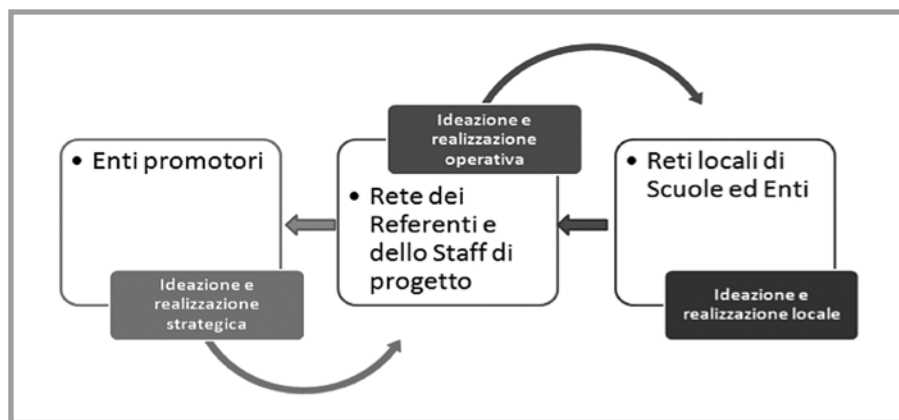 • Enti promotori
Ideazione e
realizzazione
strategica
Ideazione e
realizzazione
operativa
• Rete dei
Referenti e
dello Staff di
progetto
• Reti locali di
Scuole ed Enti
Ideazione e
realizzazione locale